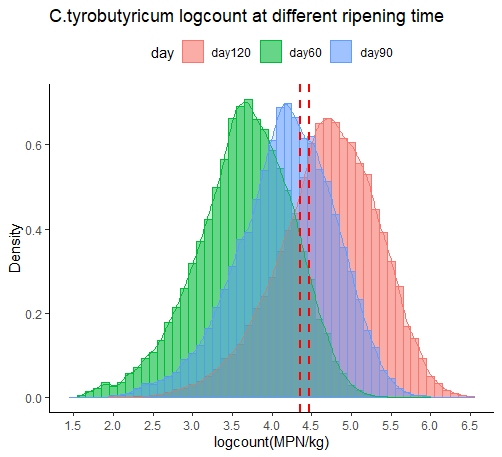 C.tyrobutyricum logcount at different ripening time
day day120 day60 day90
Density
0.6
0.4
0.2
0.0
1.5 2.0 2.5 3.0 3.5 4.0 4.5 5.0 5.5 6.0 6.5
logcount(MPN/kg)